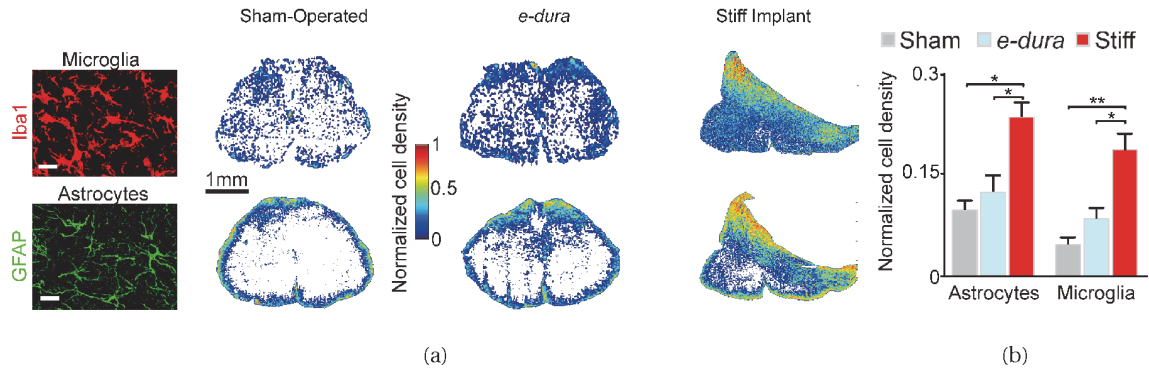 Sham-Operated
e-dura
Stiff Implant
Microglia
Iba1
Astrocytes
GFAP
1mm
Normalized cell density
1
0.5
0
(a)
Sham e-dura Stiff
Normalized cell density
0.3
0.15
0
*
*
**
*
Astrocytes Microglia
(b)